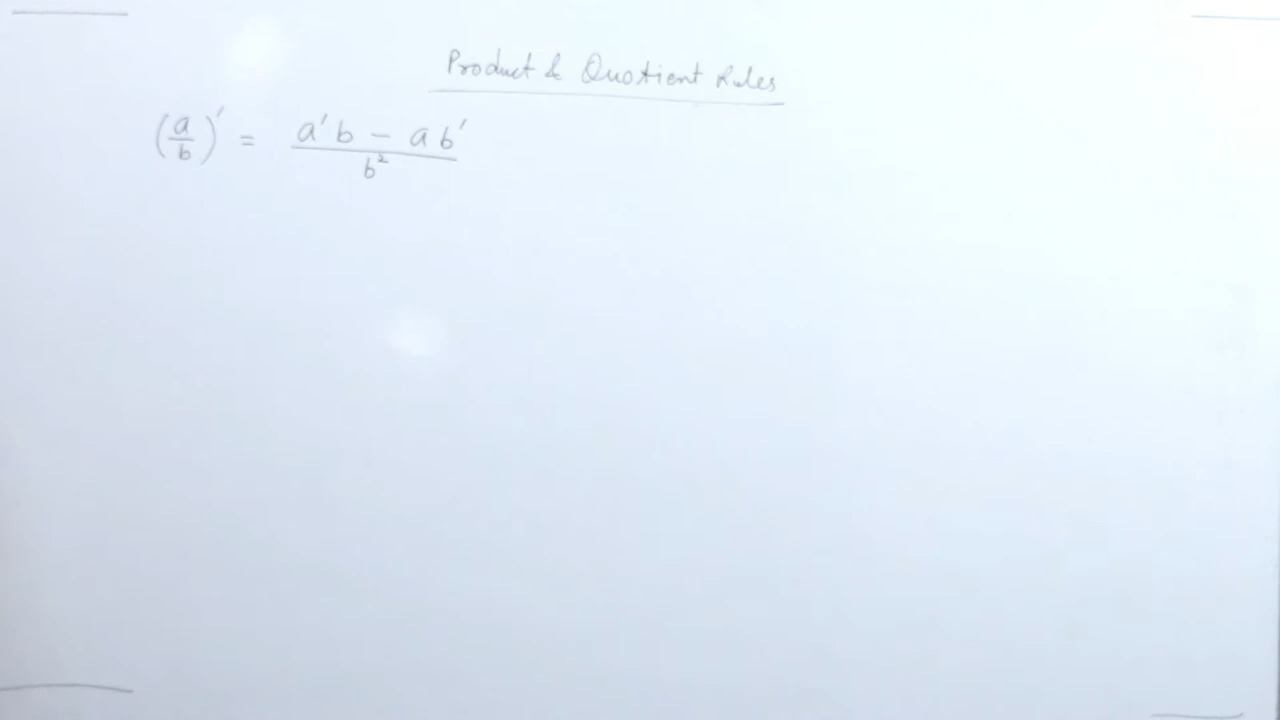 Product & Quotient Rules
(a/b)' = (a'b - ab')/b²